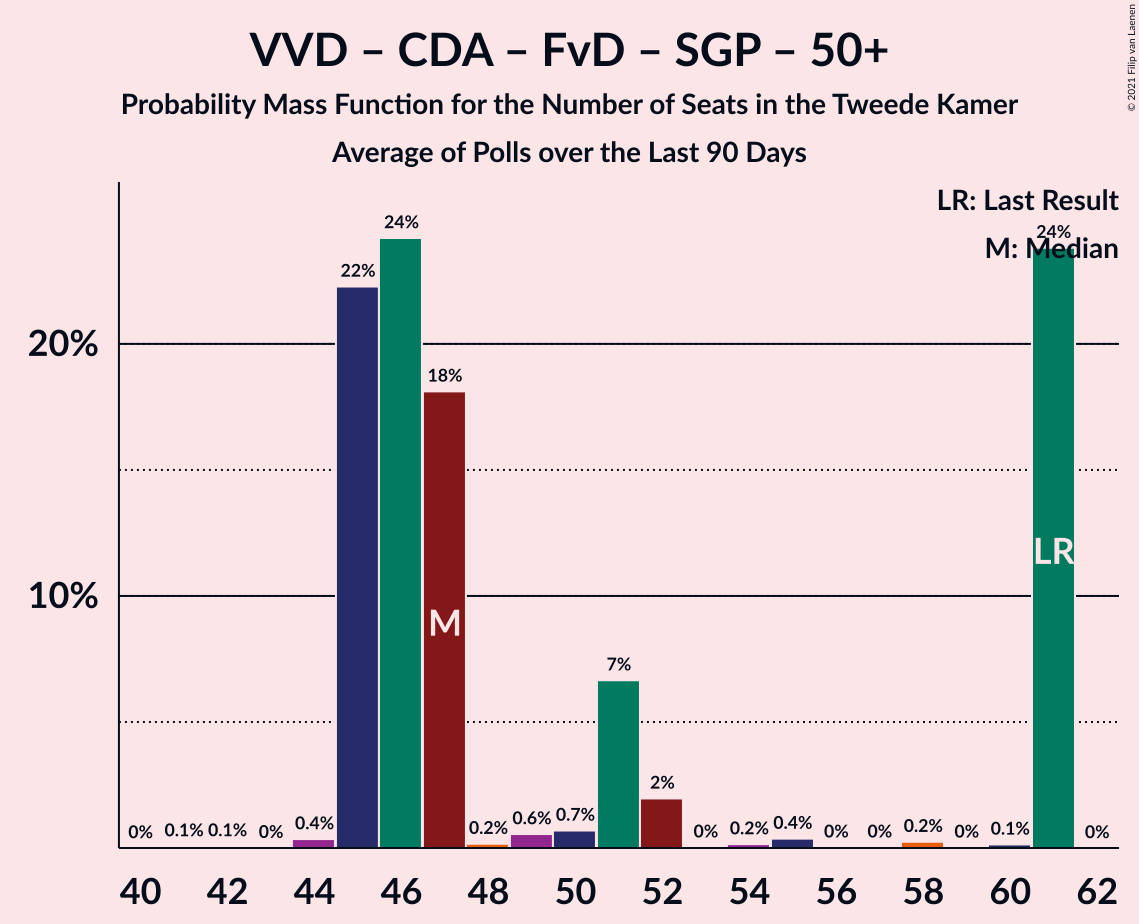 VVD – CDA – FvD – SGP – 50+
Probability Mass Function for the Number of Seats in the Tweede Kamer
Average of Polls over the Last 90 Days
© 2021 Filip van Laenen
LR: Last Result
M: Median
20%
10%
0%
0.1%
0.1%
0%
0.4%
22%
24%
18%
0.2%
0.6%
0.7%
7%
2%
0%
0.2%
0.4%
0%
0%
0.2%
0%
0.1%
24%
0%
M
LR
40 42 44 46 48 50 52 54 56 58 60 62